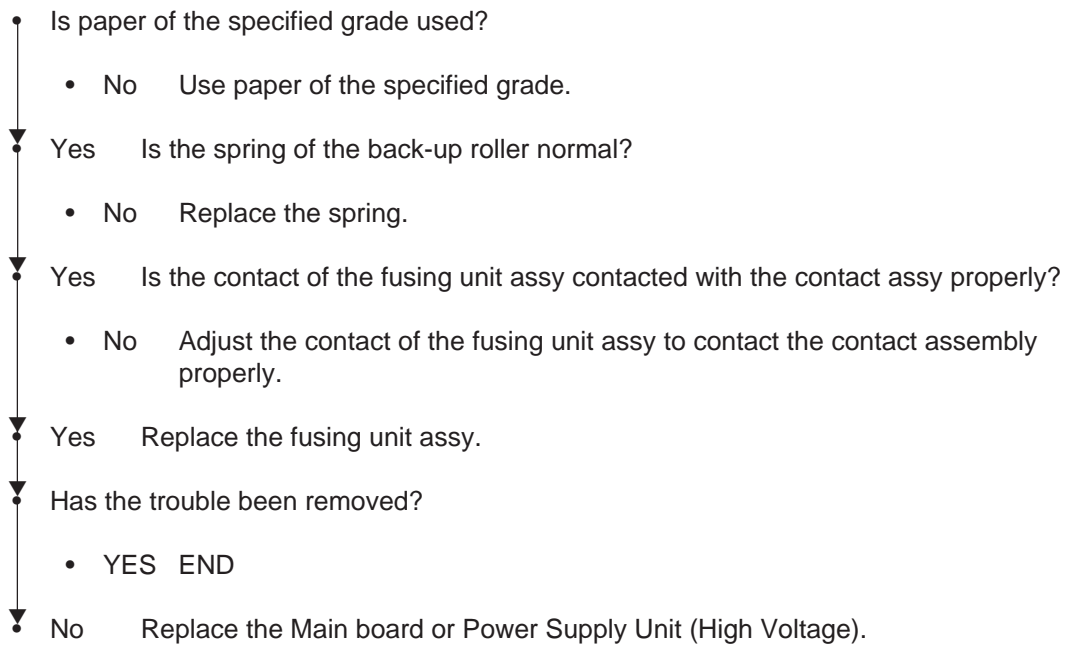 Is paper of the specified grade used?
• No Use paper of the specified grade.
Yes Is the spring of the back-up roller normal?
• No Replace the spring.
Yes Is the contact of the fusing unit assy contacted with the contact assy properly?
• No Adjust the contact of the fusing unit assy to contact the contact assembly
properly.
Yes Replace the fusing unit assy.
Has the trouble been removed?
• YES END
No Replace the Main board or Power Supply Unit (High Voltage).